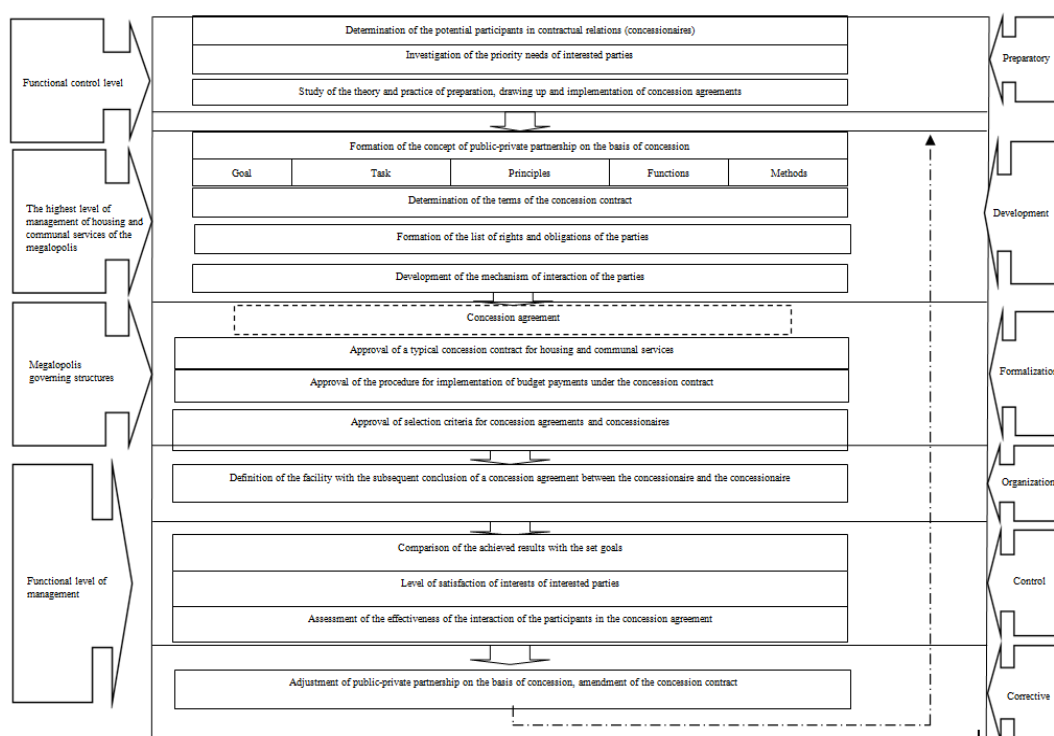 Determination of the potential participants in contractual relations (concessionaires)
Investigation of the priority needs of interested parties
Study of the theory and practice of preparation, drawing up and implementation of concession agreements
Functional control level
Preparatory
Formation of the concept of public-private partnership on the basis of concession
Goal
Task
Principles
Functions
Methods
Determination of the terms of the concession contract
Formation of the list of rights and obligations of the parties
Development of the mechanism of interaction of the parties
The highest level of
management of housing and
communal services of the
megalopolis
Development
Concession agreement
Approval of a typical concession contract for housing and communal services
Approval of the procedure for implementation of budget payments under the concession contract
Approval of selection criteria for concession agreements and concessionaires
Megalopolis
governing structures
Formalization
Definition of the facility with the subsequent conclusion of a concession agreement between the concessionaire and the concessionaire
Organization
Comparison of the achieved results with the set goals
Level of satisfaction of interests of interested parties
Assessment of the effectiveness of the interaction of the participants in the concession agreement
Functional level of
management
Control
Adjustment of public-private partnership on the basis of concession, amendment of the concession contract
Corrective